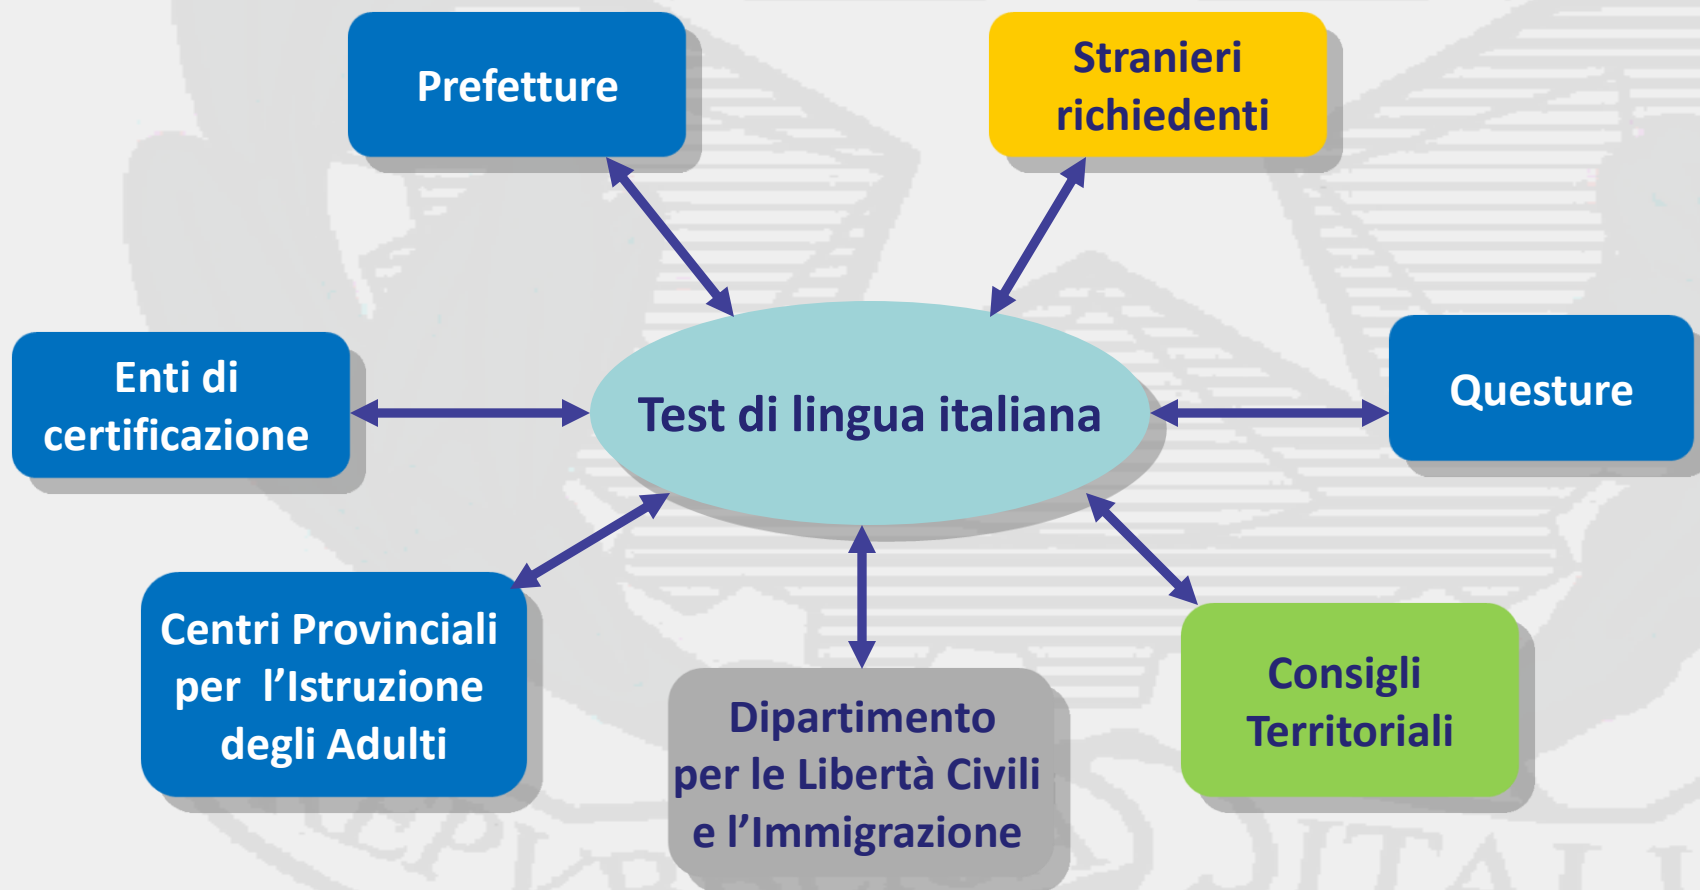 Prefetture
Stranieri
richiedenti
Enti di
certificazione
Test di lingua italiana
Questure
Centri Provinciali
per l’Istruzione
degli Adulti
Dipartimento
per le Libertà Civili
e l’Immigrazione
Consigli
Territoriali